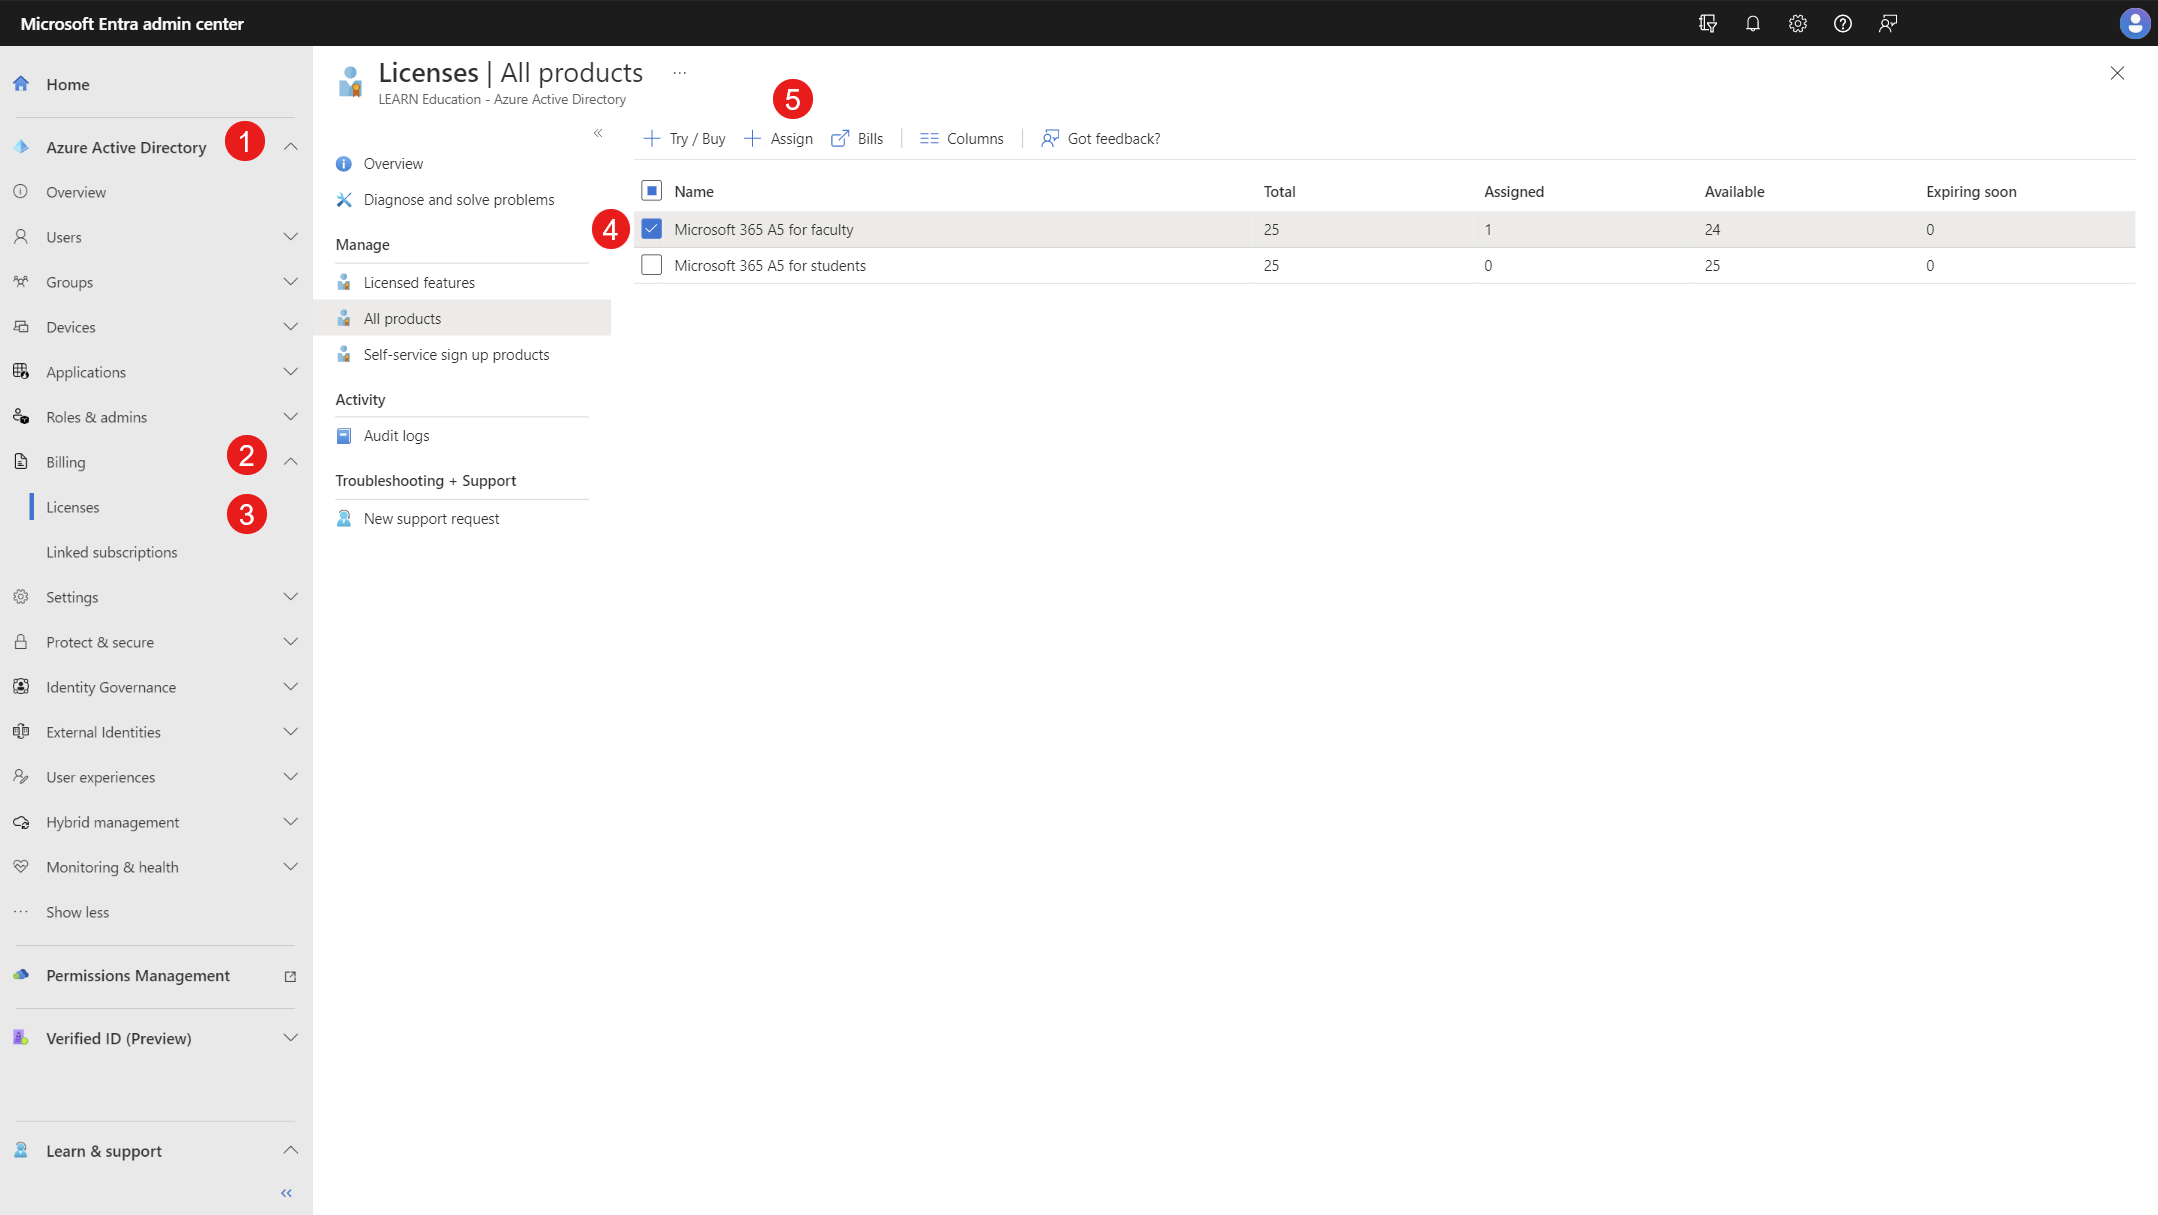 Microsoft Entra admin center
Home
Azure Active Directory
1
Overview
Users
Groups
Devices
Applications
Roles & admins
Billing
2
Licenses
3
Linked subscriptions
Settings
Protect & secure
Identity Governance
External Identities
User experiences
Hybrid management
Monitoring & health
Show less
Permissions Management
Verified ID (Preview)
Learn & support
Licenses | All products
LEARN Education - Azure Active Directory
Overview
Diagnose and solve problems
Manage
Licensed features
All products
Self-service sign up products
Activity
Audit logs
Troubleshooting + Support
New support request
5
Try / Buy Assign Bills Columns Got feedback?
Name Total Assigned Available Expiring soon
4
Microsoft 365 A5 for faculty 25 1 24 0
Microsoft 365 A5 for students 25 0 25 0